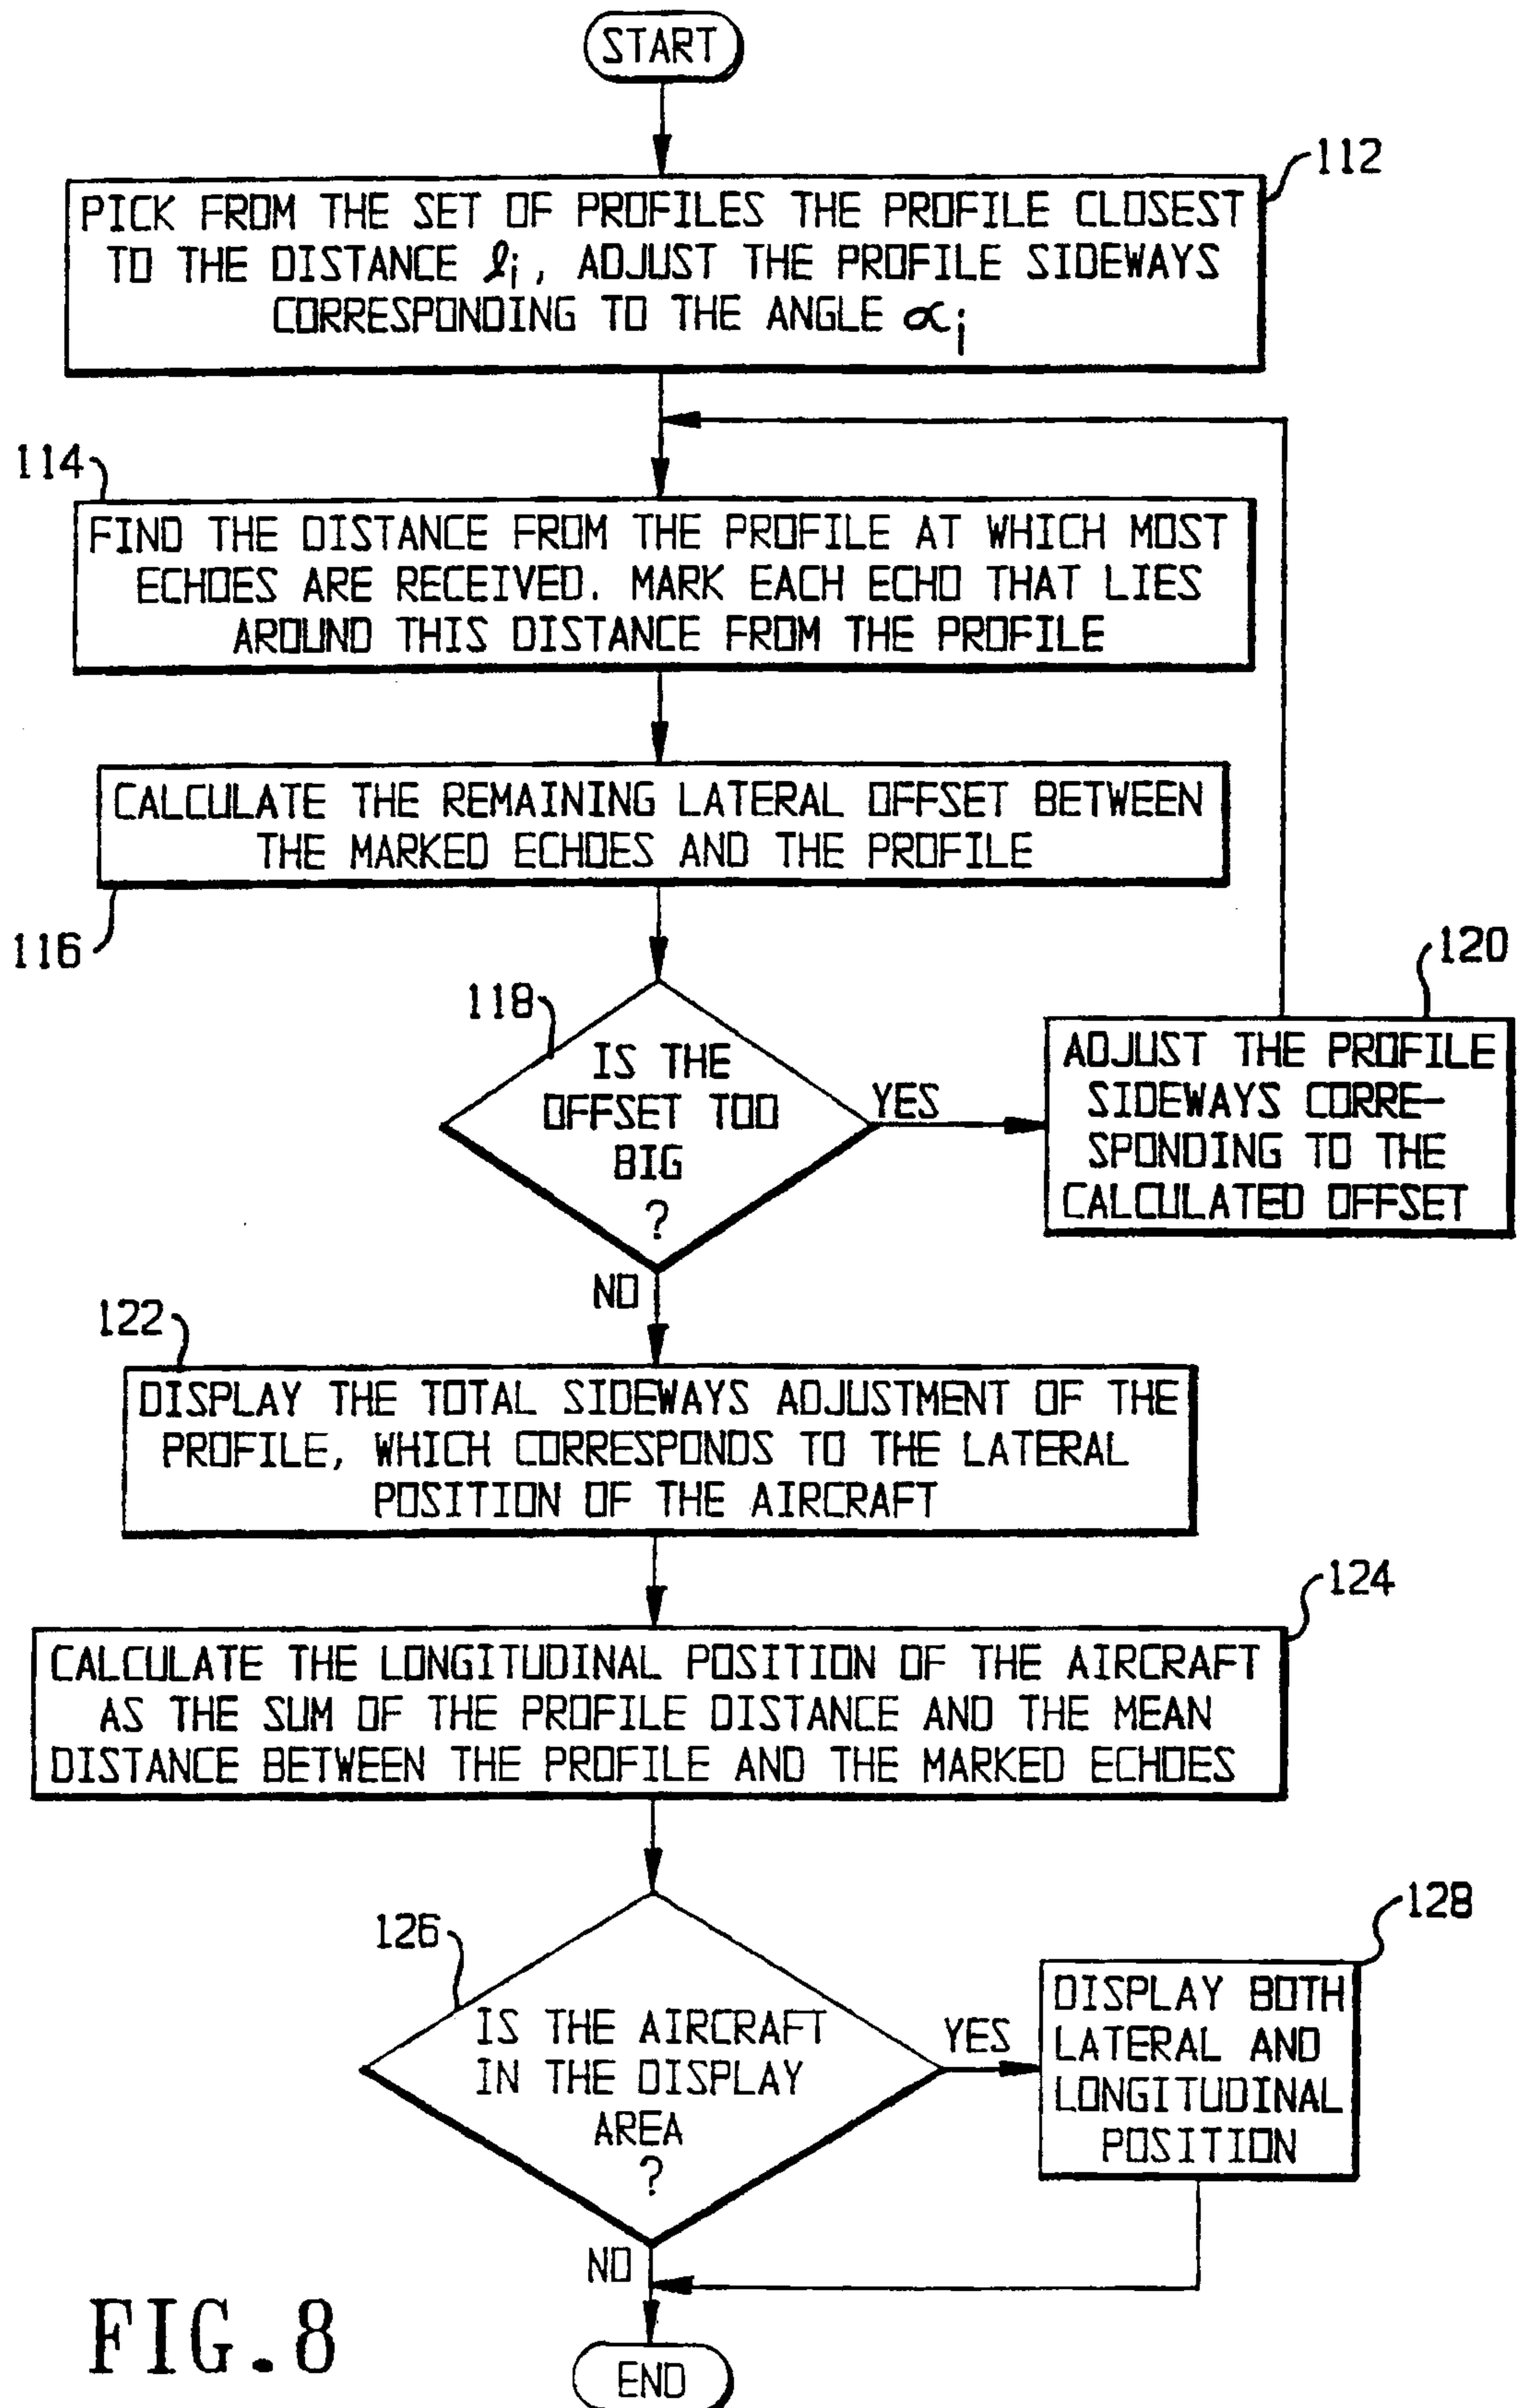 START
112
PICK FROM THE SET OF PROFILES THE PROFILE CLOSEST
TO THE DISTANCE ℓi, ADJUST THE PROFILE SIDEWAYS
CORRESPONDING TO THE ANGLE αi
114
FIND THE DISTANCE FROM THE PROFILE AT WHICH MOST
ECHOES ARE RECEIVED. MARK EACH ECHO THAT LIES
AROUND THIS DISTANCE FROM THE PROFILE
CALCULATE THE REMAINING LATERAL OFFSET BETWEEN
THE MARKED ECHOES AND THE PROFILE
116
118
IS THE
OFFSET TOO
BIG
?
YES
NO
120
ADJUST THE PROFILE
SIDEWAYS CORRE-
SPONDING TO THE
CALCULATED OFFSET
122
DISPLAY THE TOTAL SIDEWAYS ADJUSTMENT OF THE
PROFILE, WHICH CORRESPONDS TO THE LATERAL
POSITION OF THE AIRCRAFT
124
CALCULATE THE LONGITUDINAL POSITION OF THE AIRCRAFT
AS THE SUM OF THE PROFILE DISTANCE AND THE MEAN
DISTANCE BETWEEN THE PROFILE AND THE MARKED ECHOES
126
IS THE AIRCRAFT
IN THE DISPLAY
AREA
?
YES
NO
128
DISPLAY BOTH
LATERAL AND
LONGITUDINAL
POSITION
END
FIG.8